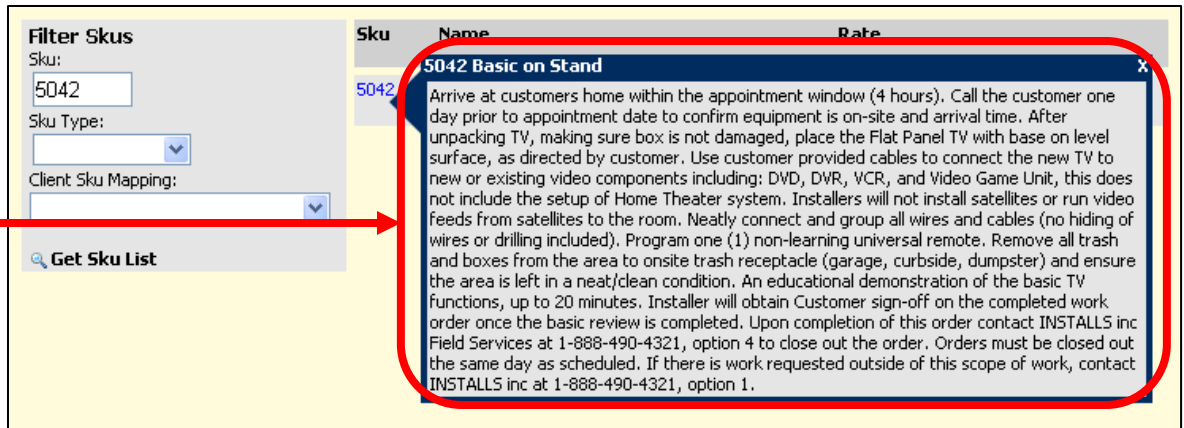 Filter Skus
Sku:
5042
Sku Type:
Client Sku Mapping:
Get Sku List
Sku Name Rate
5042
5042 Basic on Stand X
Arrive at customers home within the appointment window (4 hours). Call the customer one
day prior to appointment date to confirm equipment is on-site and arrival time. After
unpacking TV, making sure box is not damaged, place the Flat Panel TV with base on level
surface, as directed by customer. Use customer provided cables to connect the new TV to
new or existing video components including: DVD, DVR, VCR, and Video Game Unit, this does
not include the setup of Home Theater system. Installers will not install satellites or run video
feeds from satellites to the room. Neatly connect and group all wires and cables (no hiding of
wires or drilling included). Program one (1) non-learning universal remote. Remove all trash
and boxes from the area to onsite trash receptacle (garage, curbside, dumpster) and ensure
the area is left in a neat/clean condition. An educational demonstration of the basic TV
functions, up to 20 minutes. Installer will obtain Customer sign-off on the completed work
order once the basic review is completed. Upon completion of this order contact INSTALLS inc
Field Services at 1-888-490-4321, option 4 to close out the order. Orders must be closed out
the same day as scheduled. If there is work requested outside of this scope of work, contact
INSTALLS inc at 1-888-490-4321, option 1.